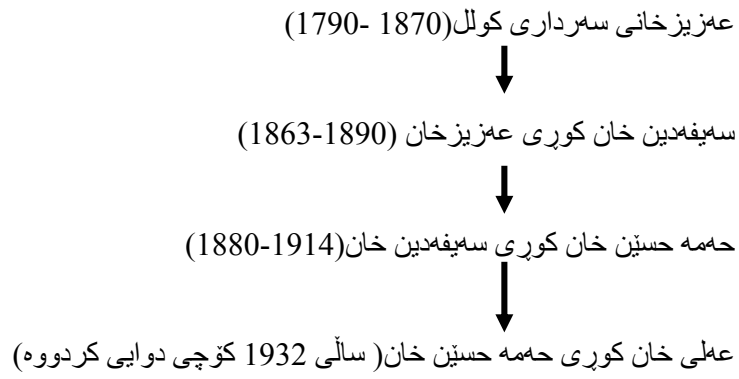 عەزیزخانی سەرداری کولل(1790- 1870)
سەیفەدین خان کوڕی عەزیزخان (1863-1890)
حەمە حسێن خان کوڕی سەیفەدین خان(1880-1914)
عەلی خان کوڕی حەمە حسێن خان( ساڵی 1932 کۆچی دوایی کردووە)